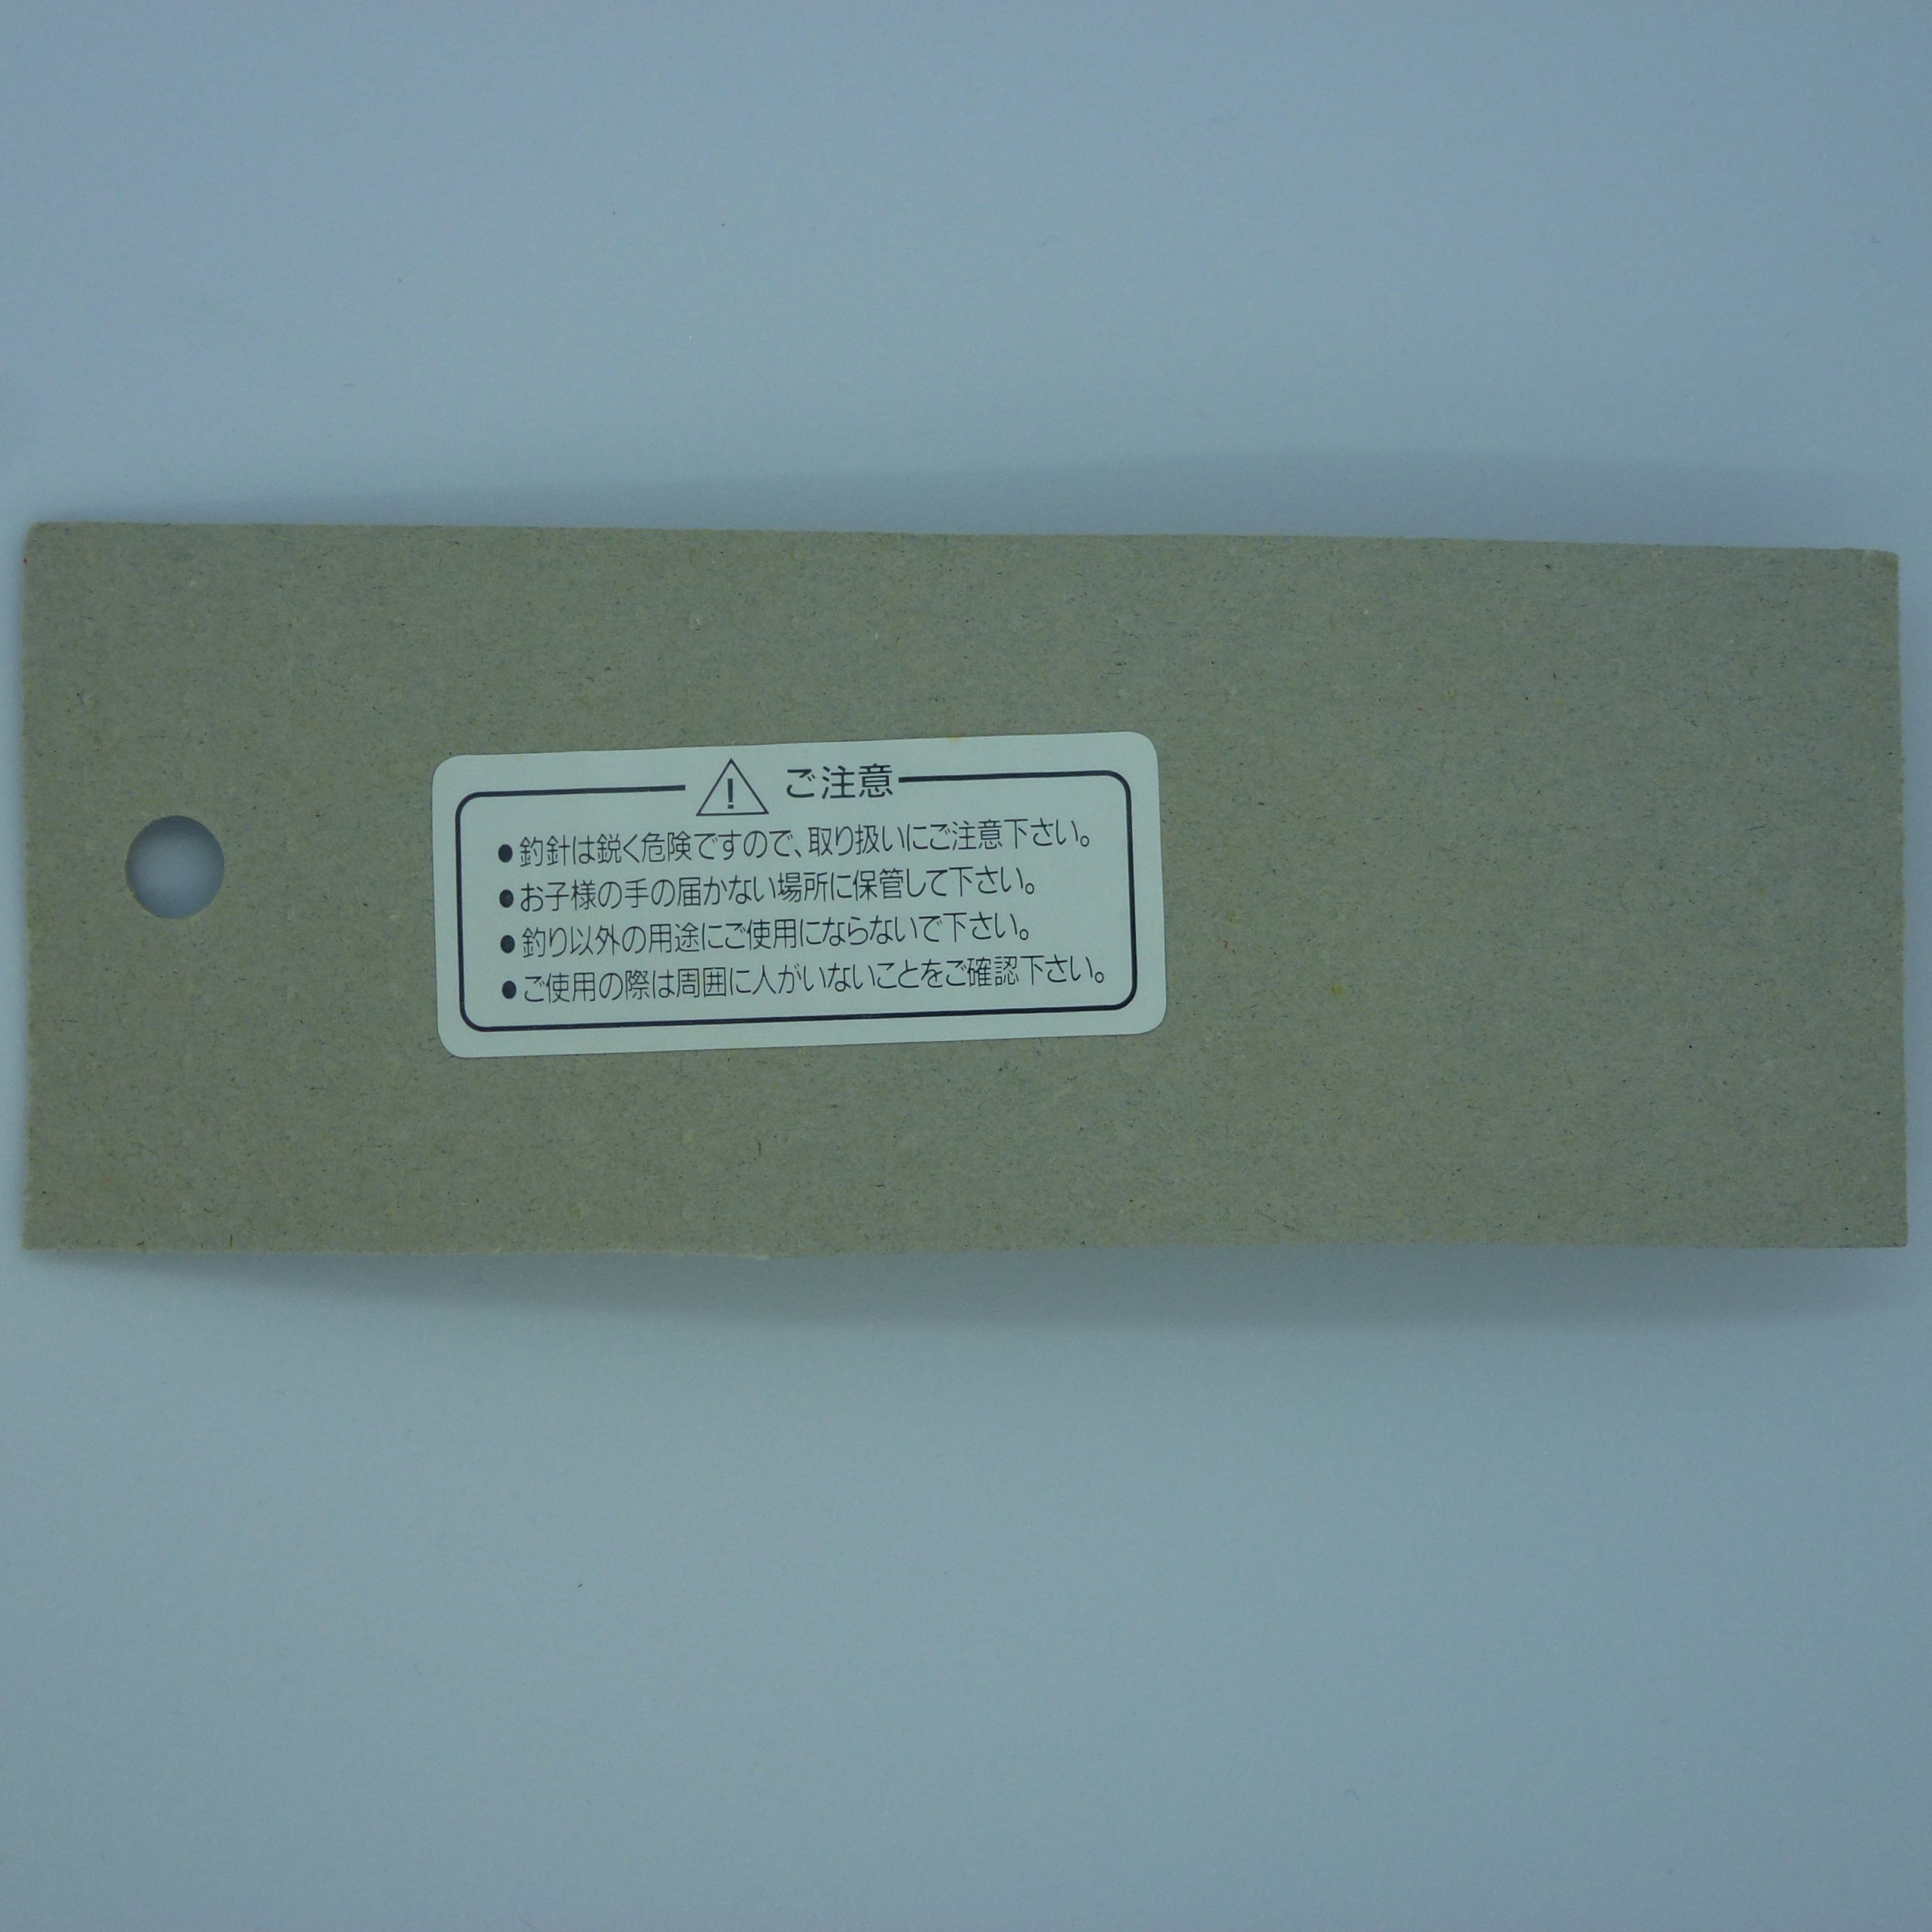 ご注意
●釣針は鋭く危険ですので、取り扱いにご注意下さい。
●お子様の手の届かない場所に保管して下さい。
●釣り以外の用途にご使用にならないで下さい。
●ご使用の際は周囲に人がいないことをご確認下さい。